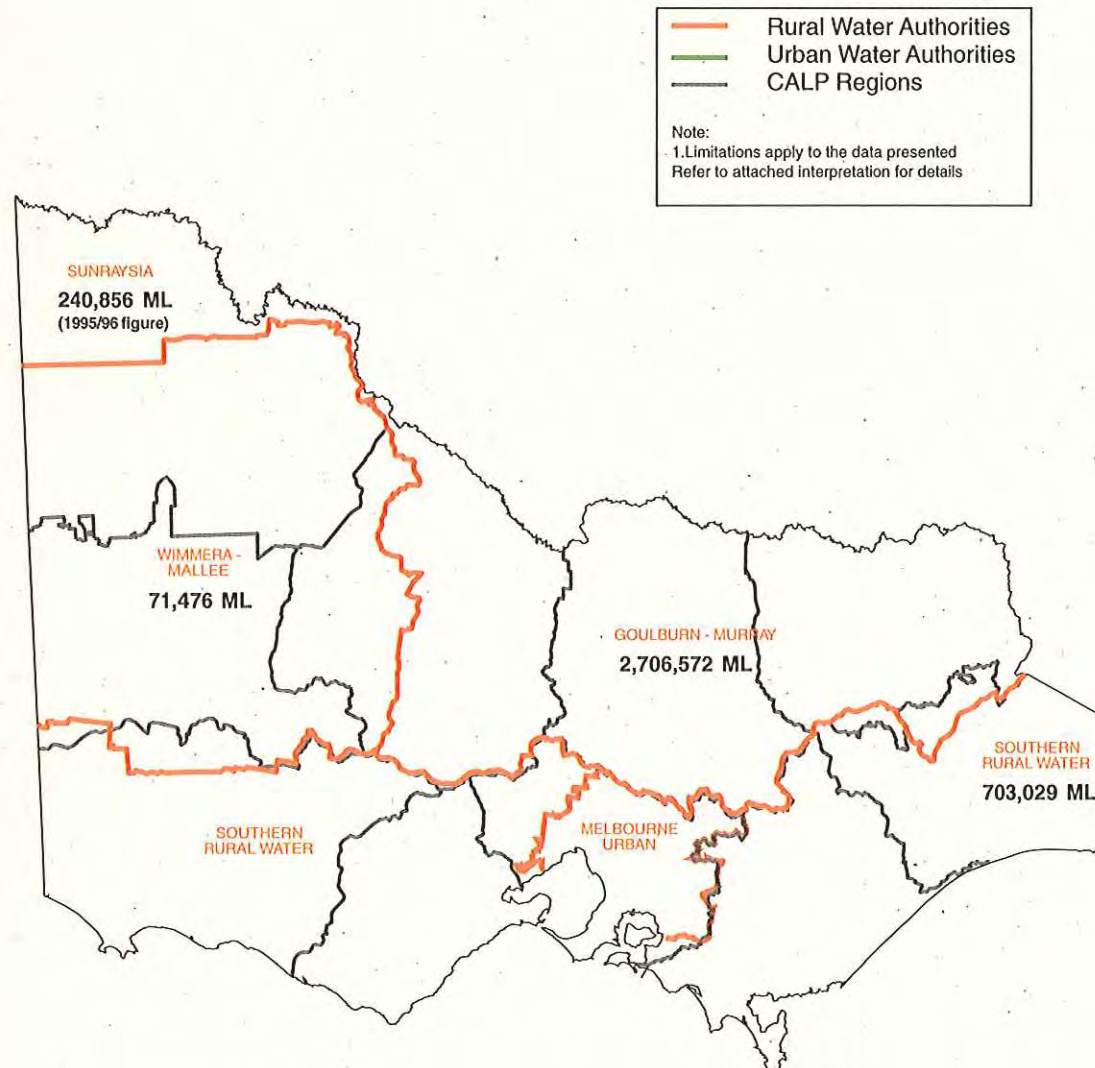 Rural Water Authorities
Urban Water Authorities
CALP Regions
Note:
1.Limitations apply to the data presented
Refer to attached interpretation for details
SUNRAYSIA
240,856 ML
(1995/96 figure)
WIMMERA -
MALLEE
71,476 ML
GOULBURN - MURRAY
2,706,572 ML
SOUTHERN
RURAL WATER
703,029 ML
SOUTHERN
RURAL WATER
MELBOURNE
URBAN